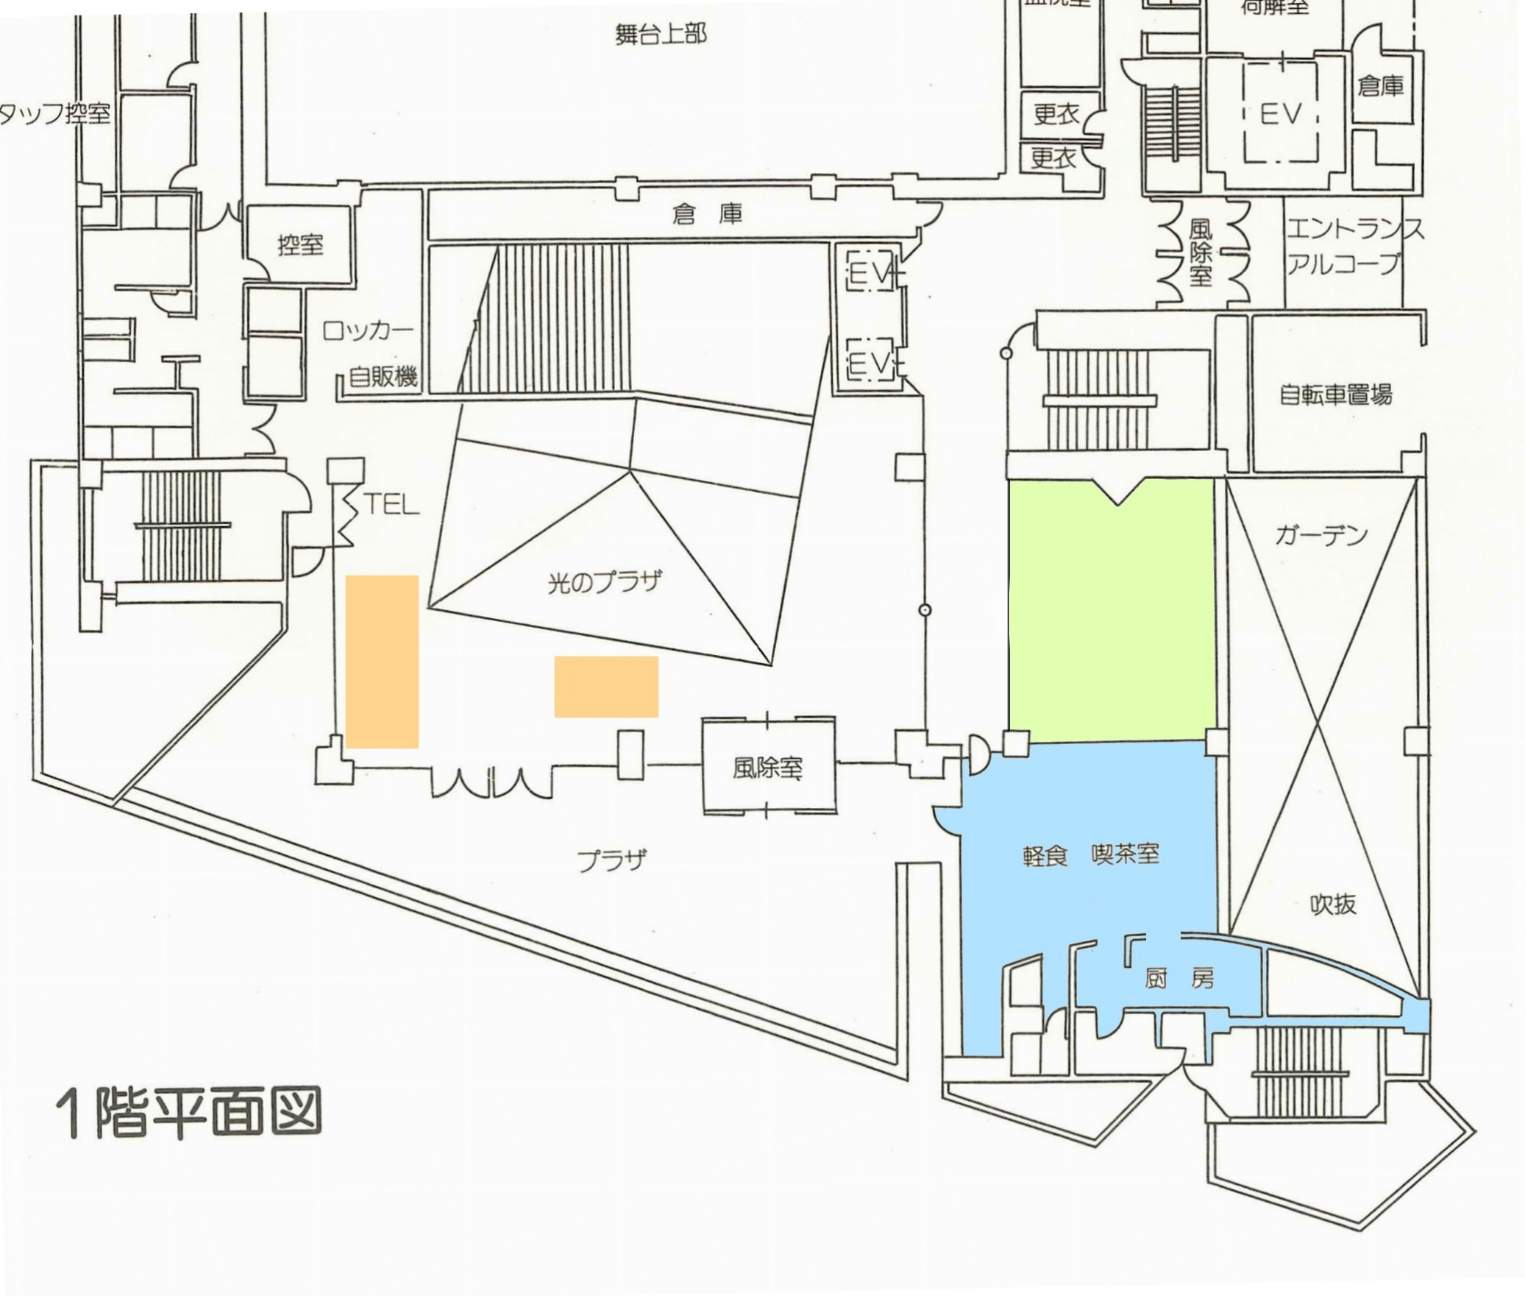 舞台上部
荷解室
タッフ控室
更衣
更衣
EV
倉庫
倉 庫
控室
EV
EV
風除室
エントランス
アルコーブ
ロッカー
自販機
自転車置場
TEL
光のプラザ
ガーデン
風除室
プラザ
軽食 喫茶室
吹抜
厨 房
1階平面図